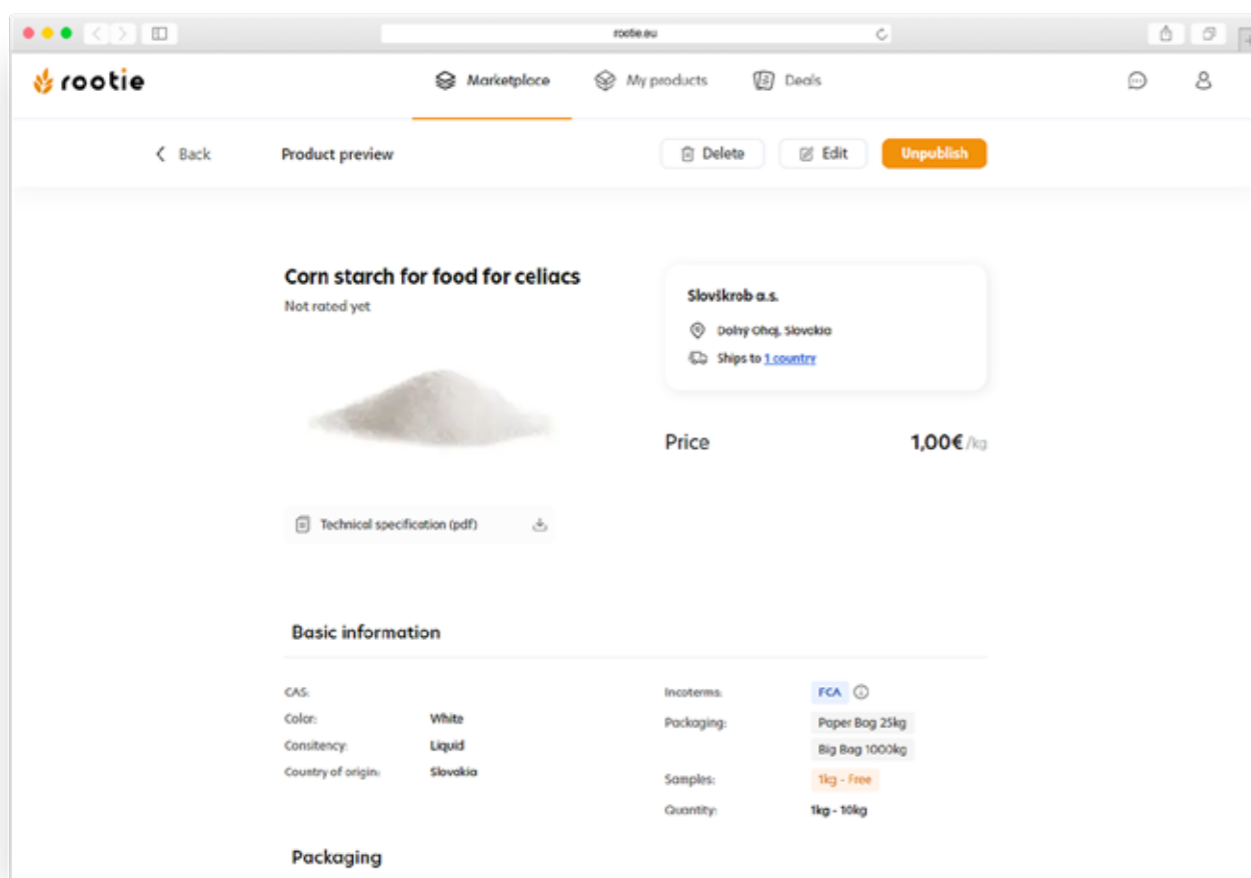 rootie.eu
rootie
Marketplace
My products
Deals
Back
Product preview
Delete
Edit
Unpublish
Corn starch for food for celiacs
Not rated yet
Slovškrob a.s.
Dolný Ohaj, Slovakia
Ships to 1 country
Price
1,00€/kg
Technical specification (pdf)
Basic information
CAS:
Color: White
Consitency: Liquid
Country of origin: Slovakia
Incoterms: FCA
Packaging: Paper Bag 25kg
Big Bag 1000kg
Samples: 1kg - Free
Quantity: 1kg - 10kg
Packaging